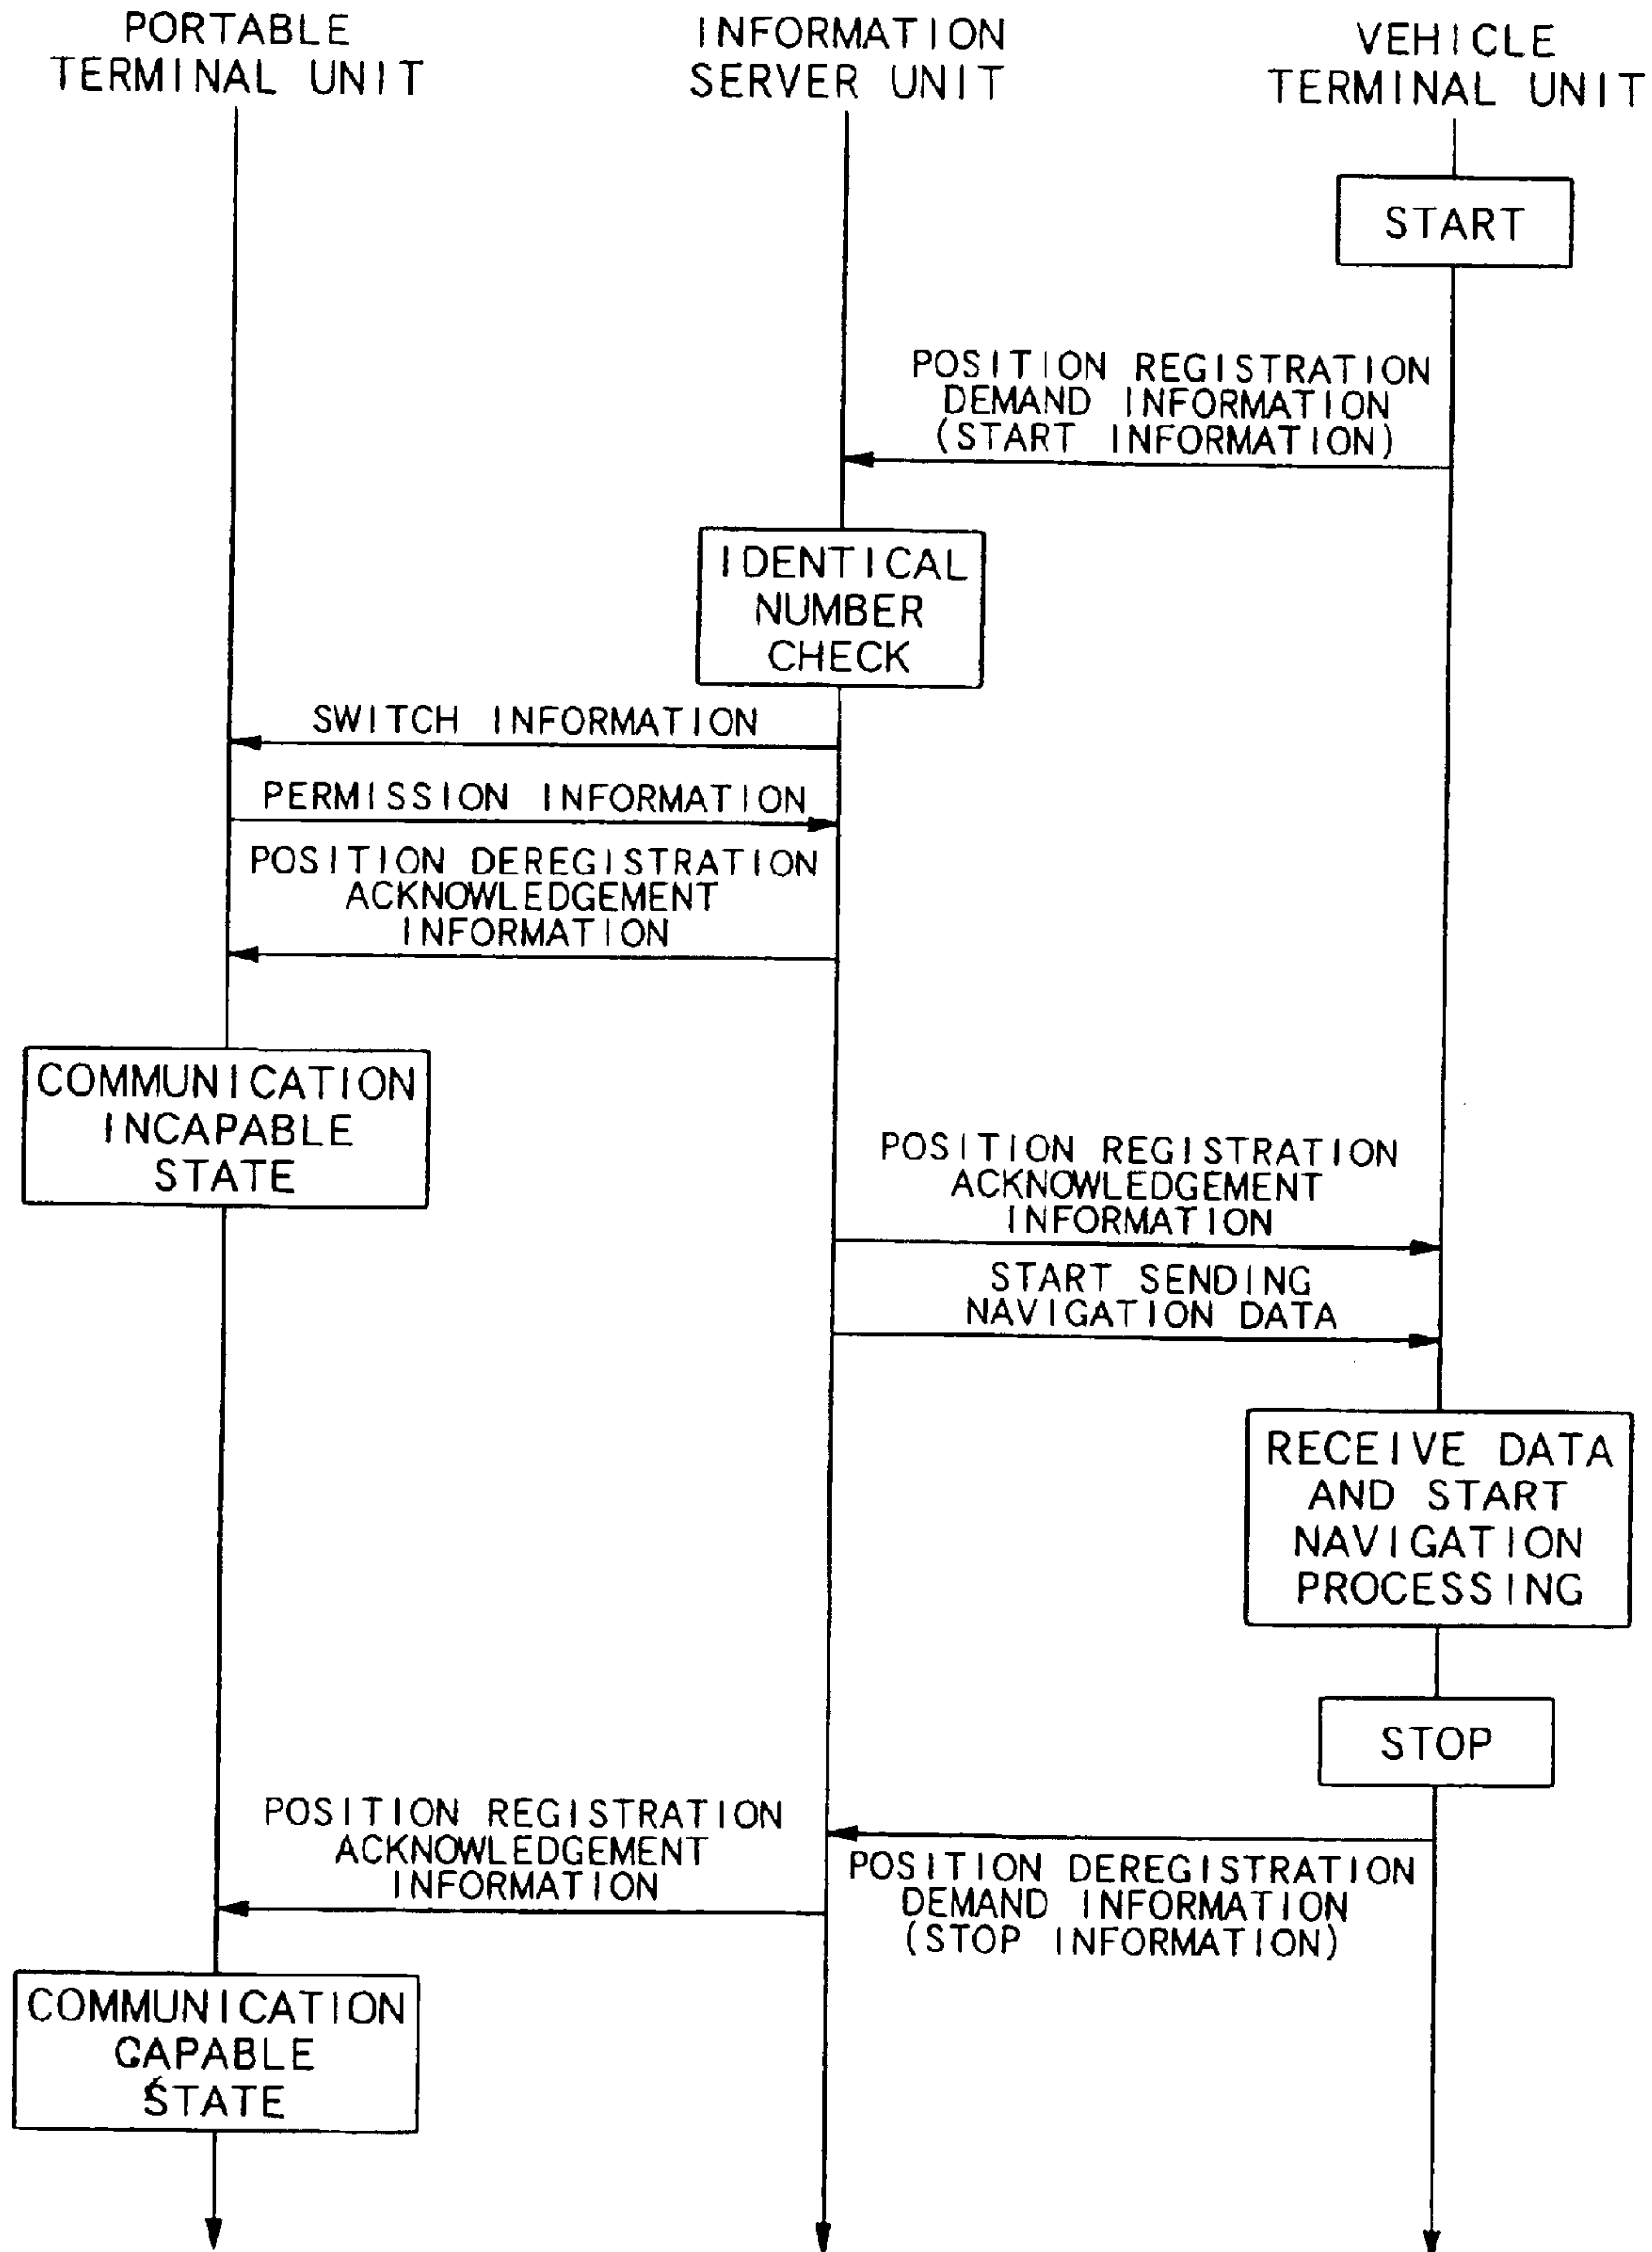 PORTABLE
TERMINAL UNIT
INFORMATION
SERVER UNIT
VEHICLE
TERMINAL UNIT
START
POSITION REGISTRATION
DEMAND INFORMATION
(START INFORMATION)
IDENTICAL
NUMBER
CHECK
SWITCH INFORMATION
PERMISSION INFORMATION
POSITION DEREGISTRATION
ACKNOWLEDGEMENT
INFORMATION
COMMUNICATION
INCAPABLE
STATE
POSITION REGISTRATION
ACKNOWLEDGEMENT
INFORMATION
START SENDING
NAVIGATION DATA
RECEIVE DATA
AND START
NAVIGATION
PROCESSING
STOP
POSITION REGISTRATION
ACKNOWLEDGEMENT
INFORMATION
POSITION DEREGISTRATION
DEMAND INFORMATION
(STOP INFORMATION)
COMMUNICATION
CAPABLE
STATE